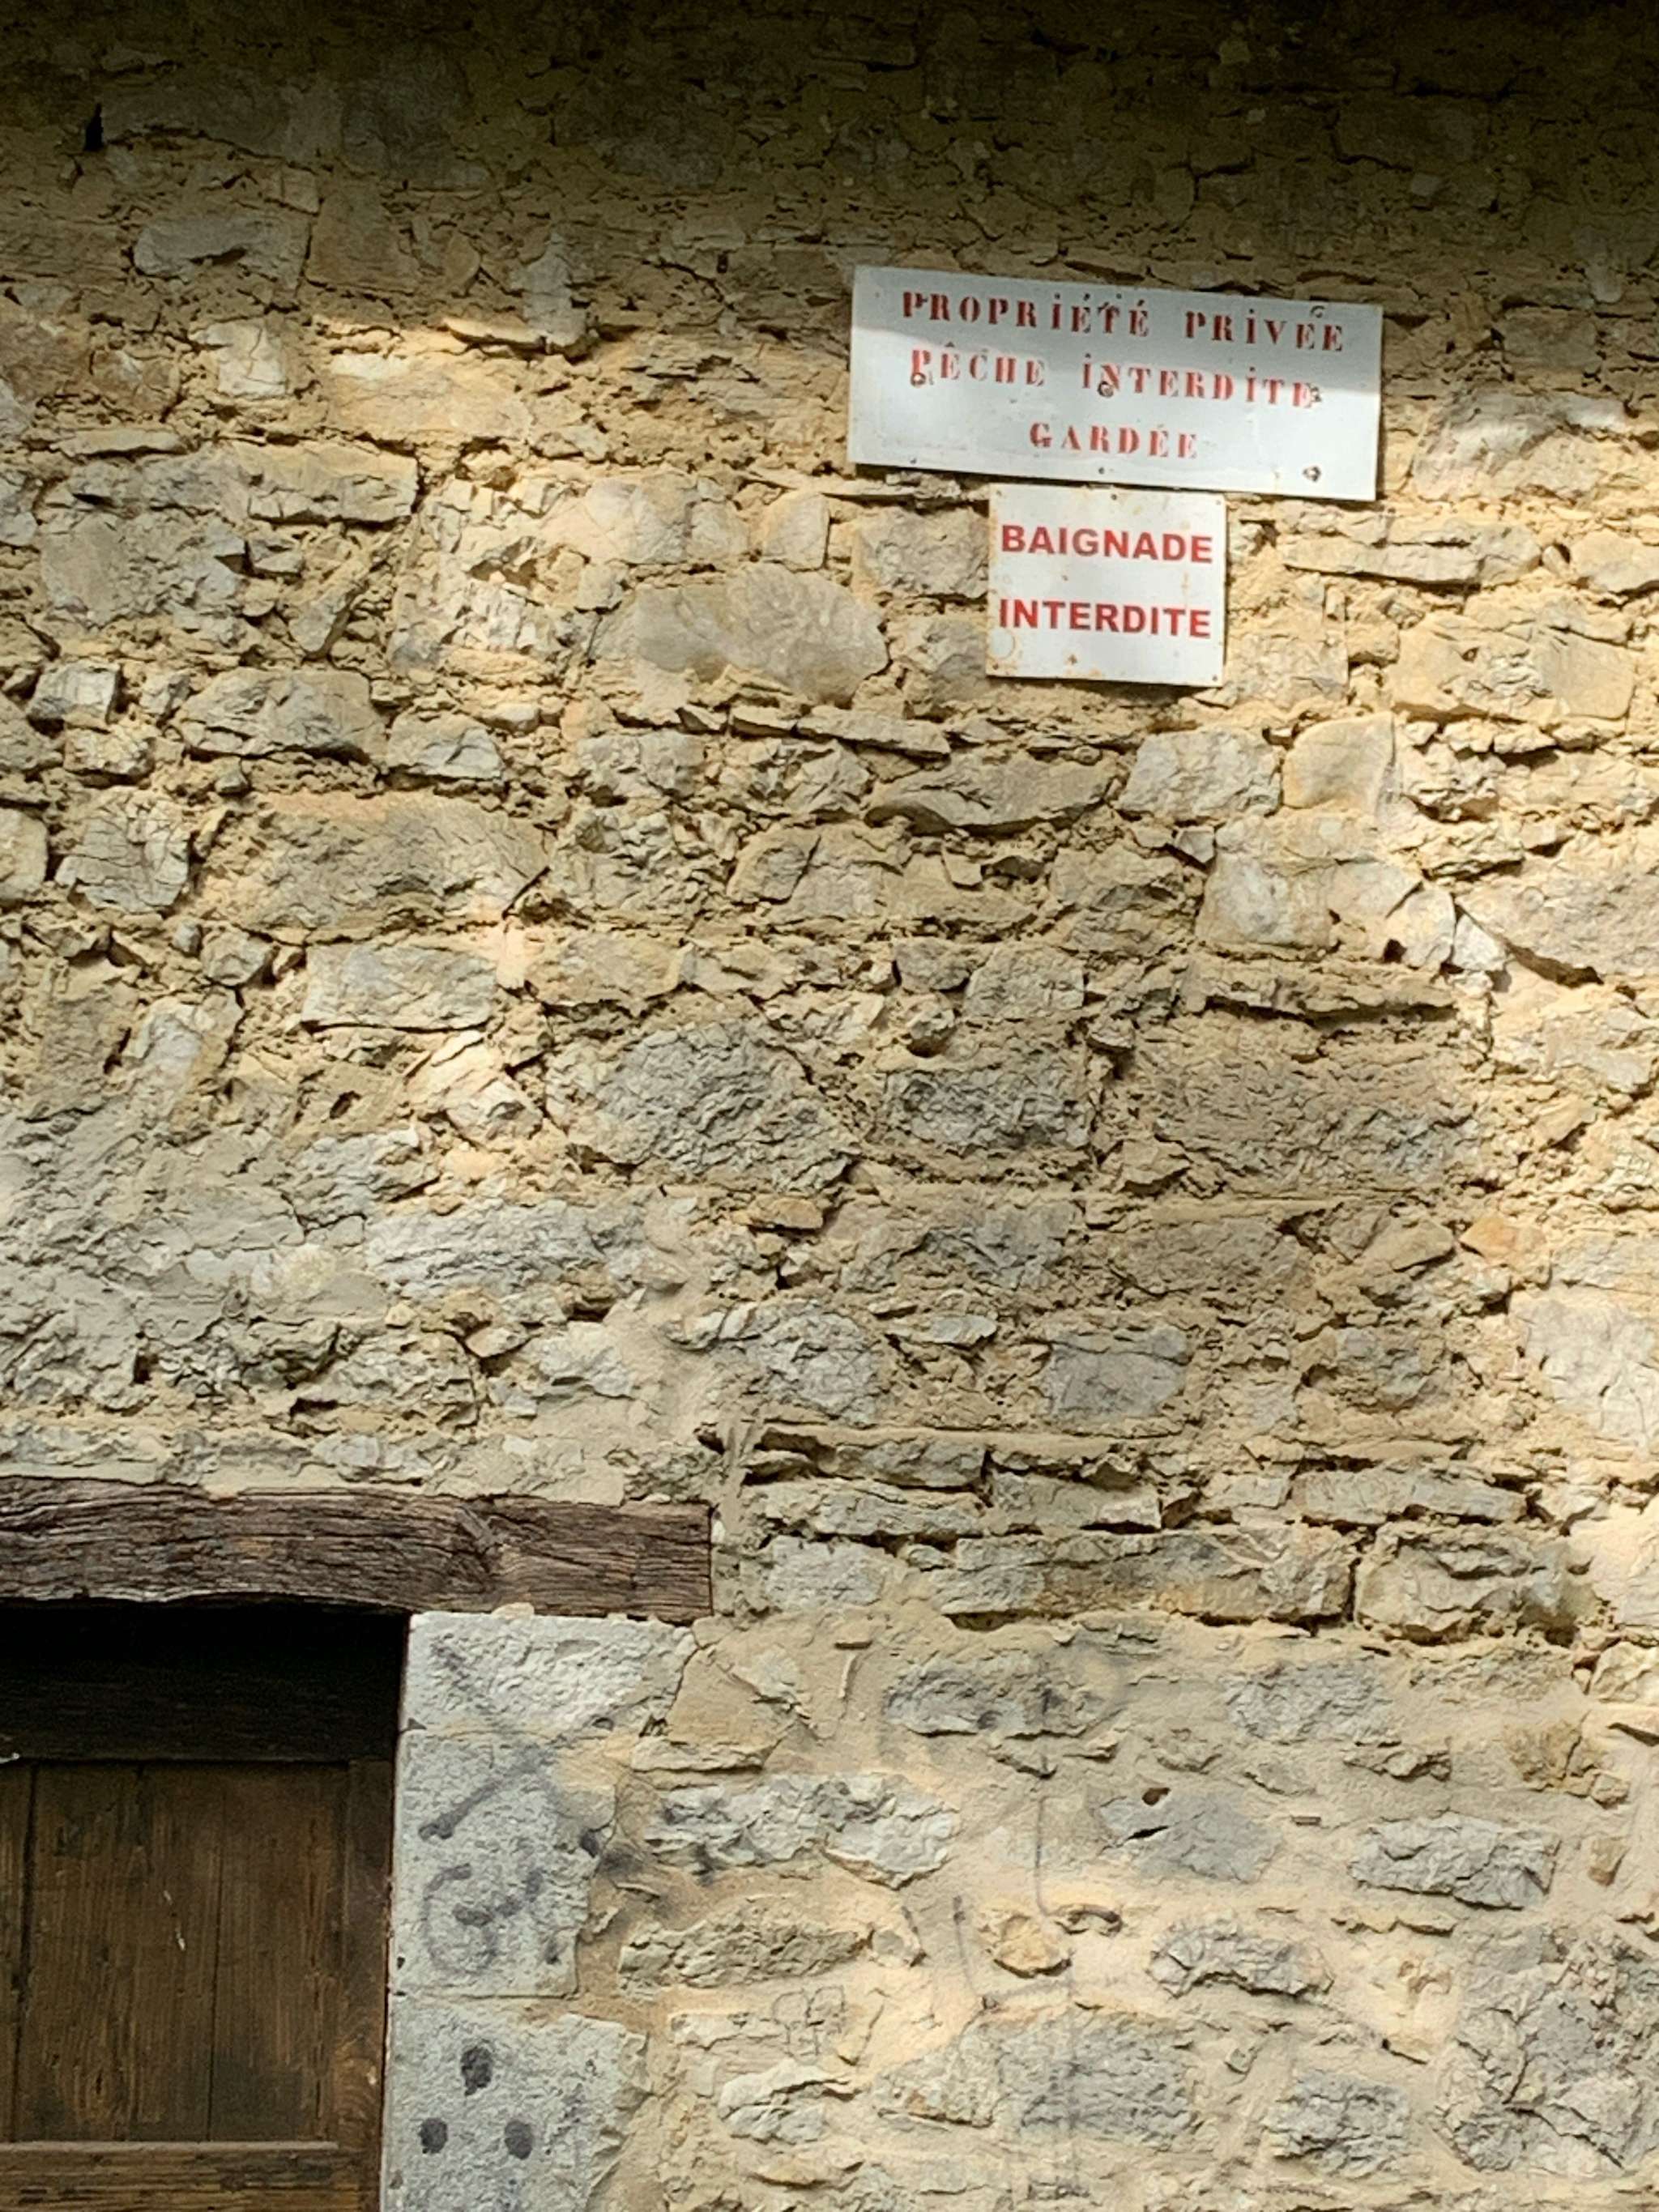 PROPRIÉTÉ PRIVÉE
PÊCHE INTERDITE
GARDÉE
BAIGNADE
INTERDITE